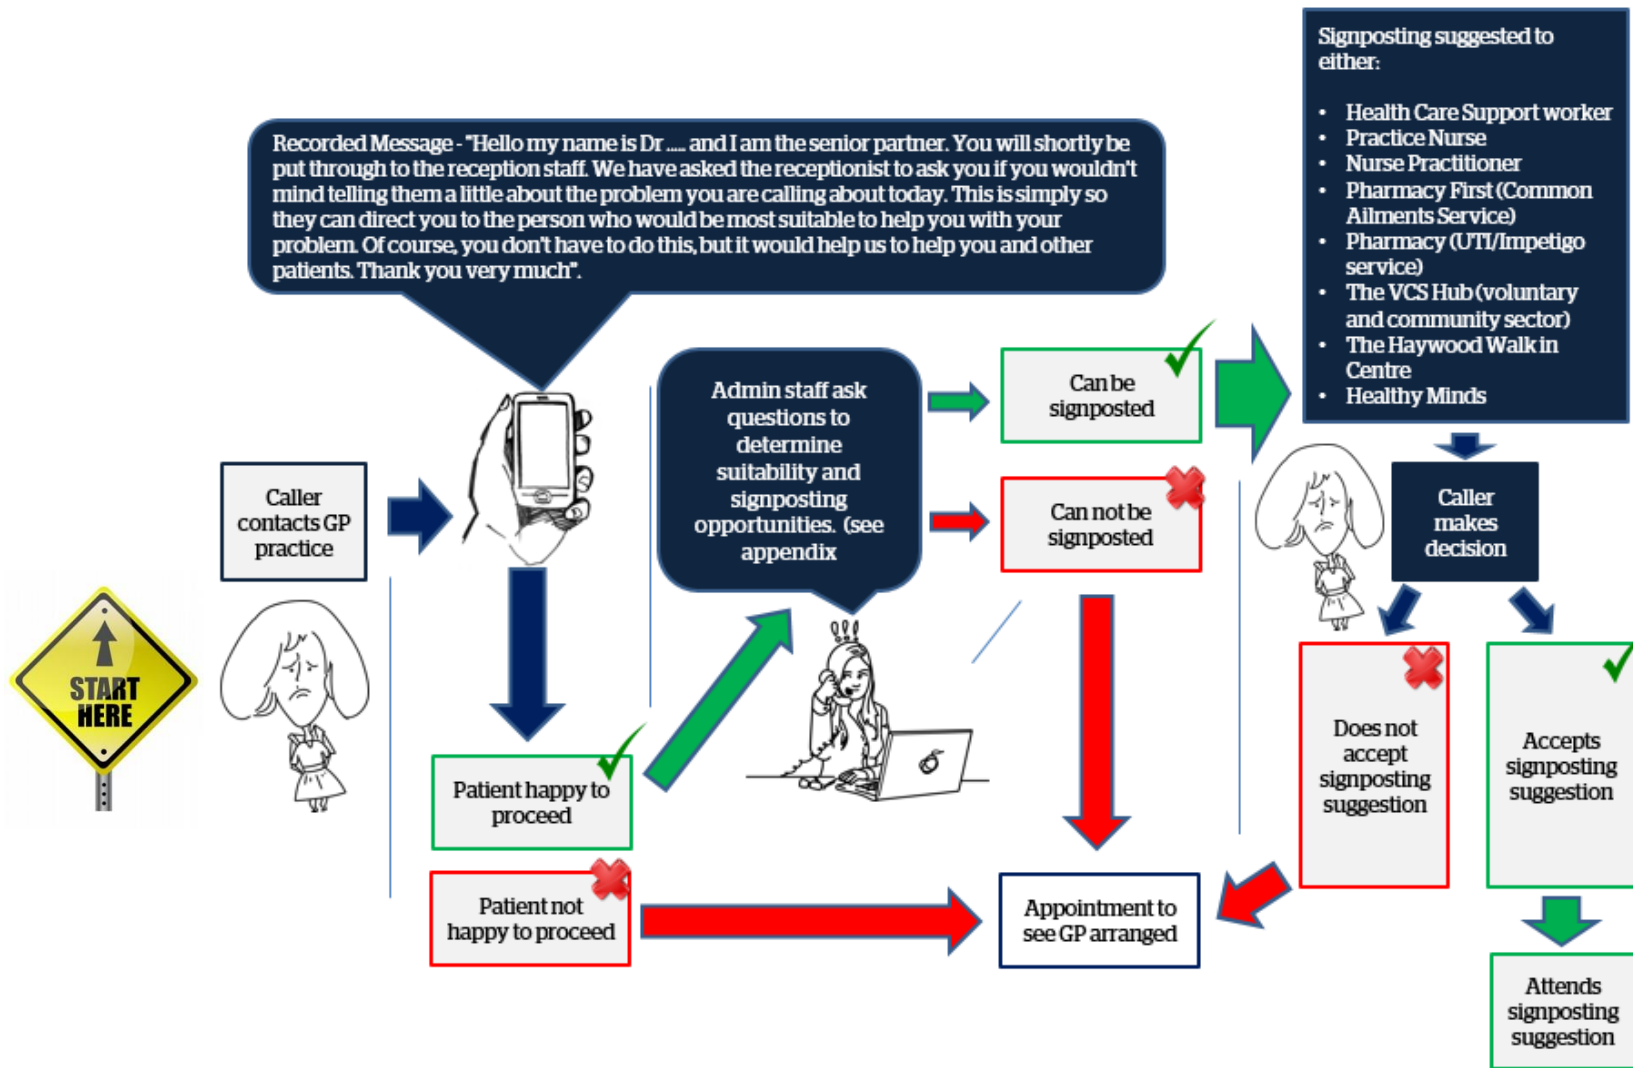 Signposting suggested to
either:
• Health Care Support worker
• Practice Nurse
• Nurse Practitioner
• Pharmacy First (Common
Ailments Service)
• Pharmacy (UTI/Impetigo
service)
• The VCS Hub (voluntary
and community sector)
• The Haywood Walk in
Centre
• Healthy Minds
Recorded Message - "Hello my name is Dr ..... and I am the senior partner. You will shortly be
put through to the reception staff. We have asked the receptionist to ask you if you wouldn't
mind telling them a little about the problem you are calling about today. This is simply so
they can direct you to the person who would be most suitable to help you with your
problem. Of course, you don't have to do this, but it would help us to help you and other
patients. Thank you very much".
START
HERE
Caller
contacts GP
practice
Patient happy to
proceed
Patient not
happy to proceed
Admin staff ask
questions to
determine
suitability and
signposting
opportunities. (see
appendix
!!!
Can be
signposted
Can not be
signposted
Appointment to
see GP arranged
Caller
makes
decision
Does not
accept
signposting
suggestion
Accepts
signposting
suggestion
Attends
signposting
suggestion